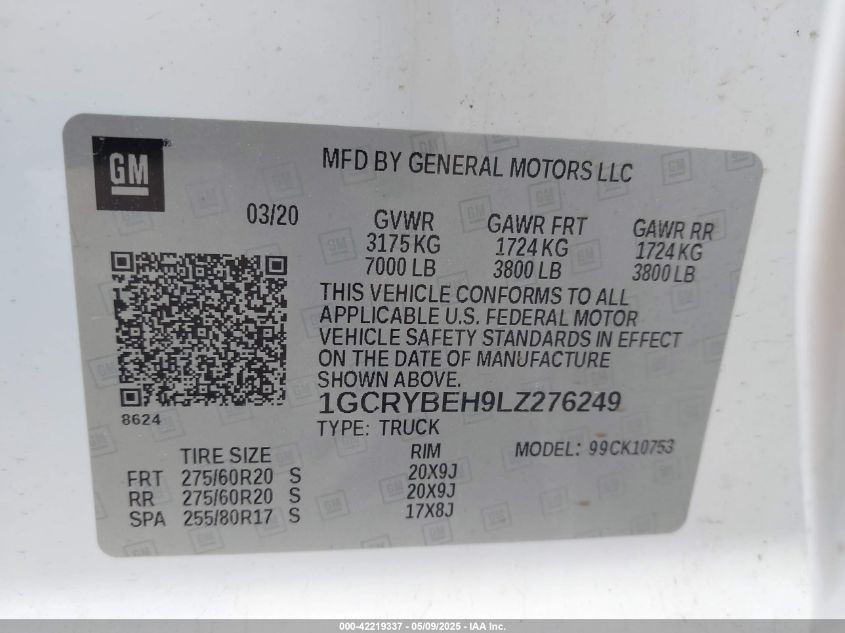 GM
MFD BY GENERAL MOTORS LLC
03/20
GVWR GAWR FRT GAWR RR
3175 KG 1724 KG 1724 KG
7000 LB 3800 LB 3800 LB
THIS VEHICLE CONFORMS TO ALL
APPLICABLE U.S. FEDERAL MOTOR
VEHICLE SAFETY STANDARDS IN EFFECT
ON THE DATE OF MANUFACTURE
SHOWN ABOVE.
1GCRYBEH9LZ276249
8624
TYPE: TRUCK
MODEL: 99CK10753
TIRE SIZE RIM
FRT 275/60R20 S 20X9J
RR 275/60R20 S 20X9J
SPA 255/80R17 S 17X8J
000-42219337 - 05/09/2025 - IAA Inc.